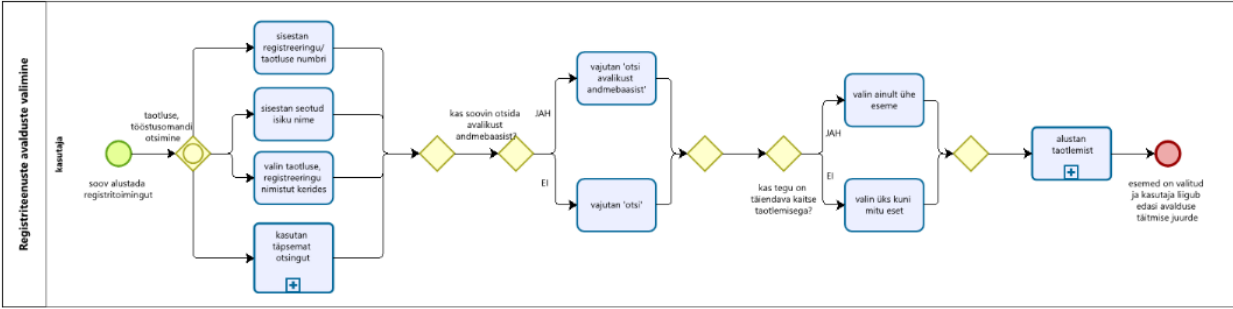 Registriteenuste avalduste valimine
kasutaja
soov alustada
registritoimingut
taotluse,
tööstusomandi
otsimine
sisestan
registreeringu/
taotluse numbri
sisestan seotud
isiku nime
valin taotluse,
registreeringu
nimistut kerides
kasutan
täpsemat
otsingut
kas soovin otsida
avalikust
andmebaasist?
JAH
EI
vajutan 'otsi
avalikust
andmebaasist'
vajutan 'otsi'
kas tegu on
täiendava kaitse
taotlemisega?
JAH
EI
valin ainult ühe
eseme
valin üks kuni
mitu eset
alustan
taotlemist
esemed on valitud
ja kasutaja liigub
edasi avalduse
täitmise juurde